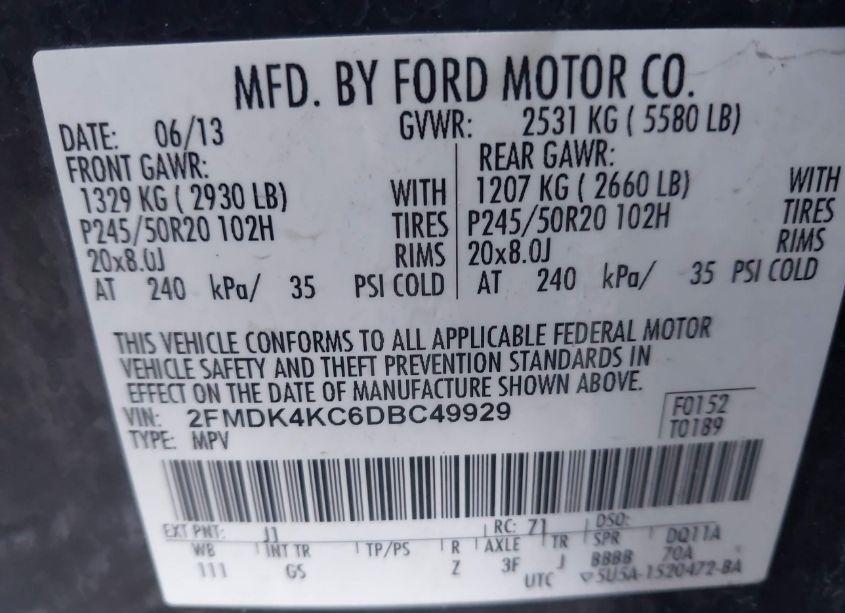 MFD. BY FORD MOTOR CO.
DATE: 06/13 GVWR: 2531 KG ( 5580 LB)
FRONT GAWR: REAR GAWR:
1329 KG ( 2930 LB) WITH 1207 KG ( 2660 LB) WITH
P245/50R20 102H TIRES P245/50R20 102H TIRES
20x8.0J RIMS 20x8.0J RIMS
AT 240 kPa/ 35 PSI COLD AT 240 kPa/ 35 PSI COLD
THIS VEHICLE CONFORMS TO ALL APPLICABLE FEDERAL MOTOR
VEHICLE SAFETY AND THEFT PREVENTION STANDARDS IN
EFFECT ON THE DATE OF MANUFACTURE SHOWN ABOVE.
VIN: 2FMDK4KC6DBC49929 F0152
TYPE: MPV T0189
EXT PNT: J1 RC: 71 DSO:
WB INT TR TP/PS R AXLE TR SPR DQ11A
111 GS Z 3F J BBBB 70A
UTC ▽5U5A-1520472-BA